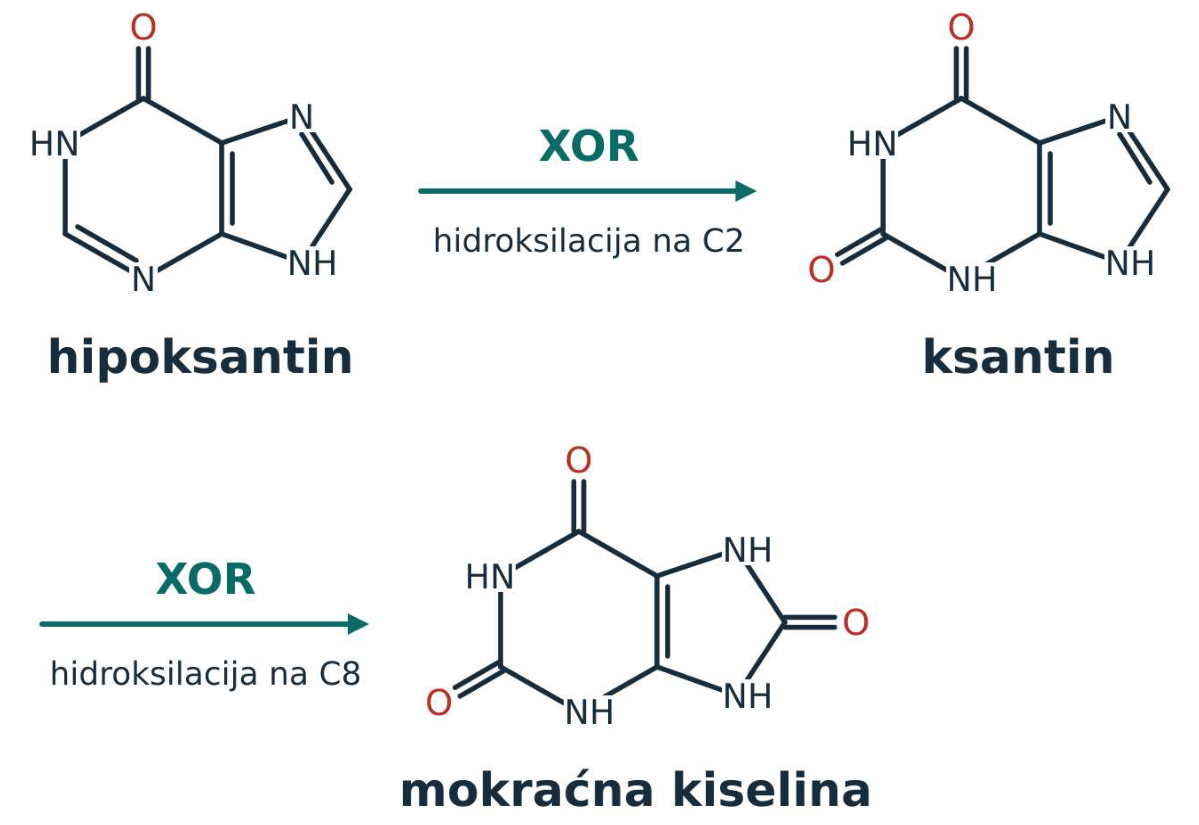 O
O
HN
N
XOR
HN
N
hidroksilacija na C2
N
NH
O
NH
NH
hipoksantin
ksantin
O
XOR
HN
NH
O
hidroksilacija na C8
O
NH
NH
mokraćna kiselina